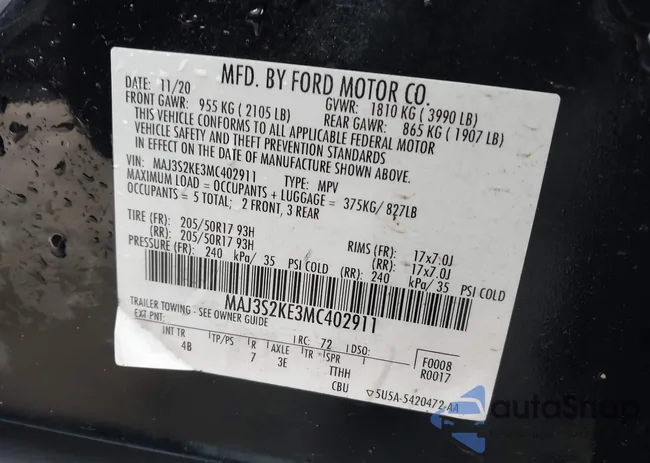 MFD. BY FORD MOTOR CO.
DATE: 11/20 GVWR: 1810 KG ( 3990 LB)
FRONT GAWR: 955 KG ( 2105 LB) REAR GAWR: 865 KG ( 1907 LB)
THIS VEHICLE CONFORMS TO ALL APPLICABLE FEDERAL MOTOR
VEHICLE SAFETY AND THEFT PREVENTION STANDARDS
IN EFFECT ON THE DATE OF MANUFACTURE SHOWN ABOVE.
VIN: MAJ3S2KE3MC402911 TYPE: MPV
MAXIMUM LOAD = OCCUPANTS + LUGGAGE = 375KG/ 827LB
OCCUPANTS = 5 TOTAL; 2 FRONT, 3 REAR
TIRE (FR): 205/50R17 93H RIMS (FR): 17x7.0J
(RR): 205/50R17 93H (RR): 17x7.0J
PRESSURE (FR): 240 kPa/ 35 PSI COLD (RR): 240 kPa/ 35 PSI COLD
MAJ3S2KE3MC402911
TRAILER TOWING - SEE OWNER GUIDE
EXT PNT: RC: 72 DSO: F0008
INT TR TP/PS R AXLE TR SPR R0017
4B 7 3E TTHH
CBU 5U5A-5420472-AA
autoShop